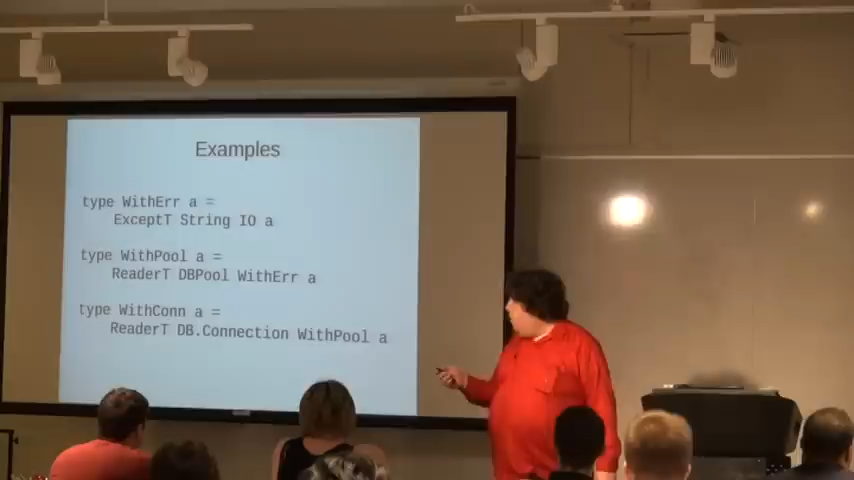 Examples
type WithErr a =
ExceptT String IO a
type WithPool a =
ReaderT DBPool WithErr a
type WithConn a =
ReaderT DB.Connection WithPool a